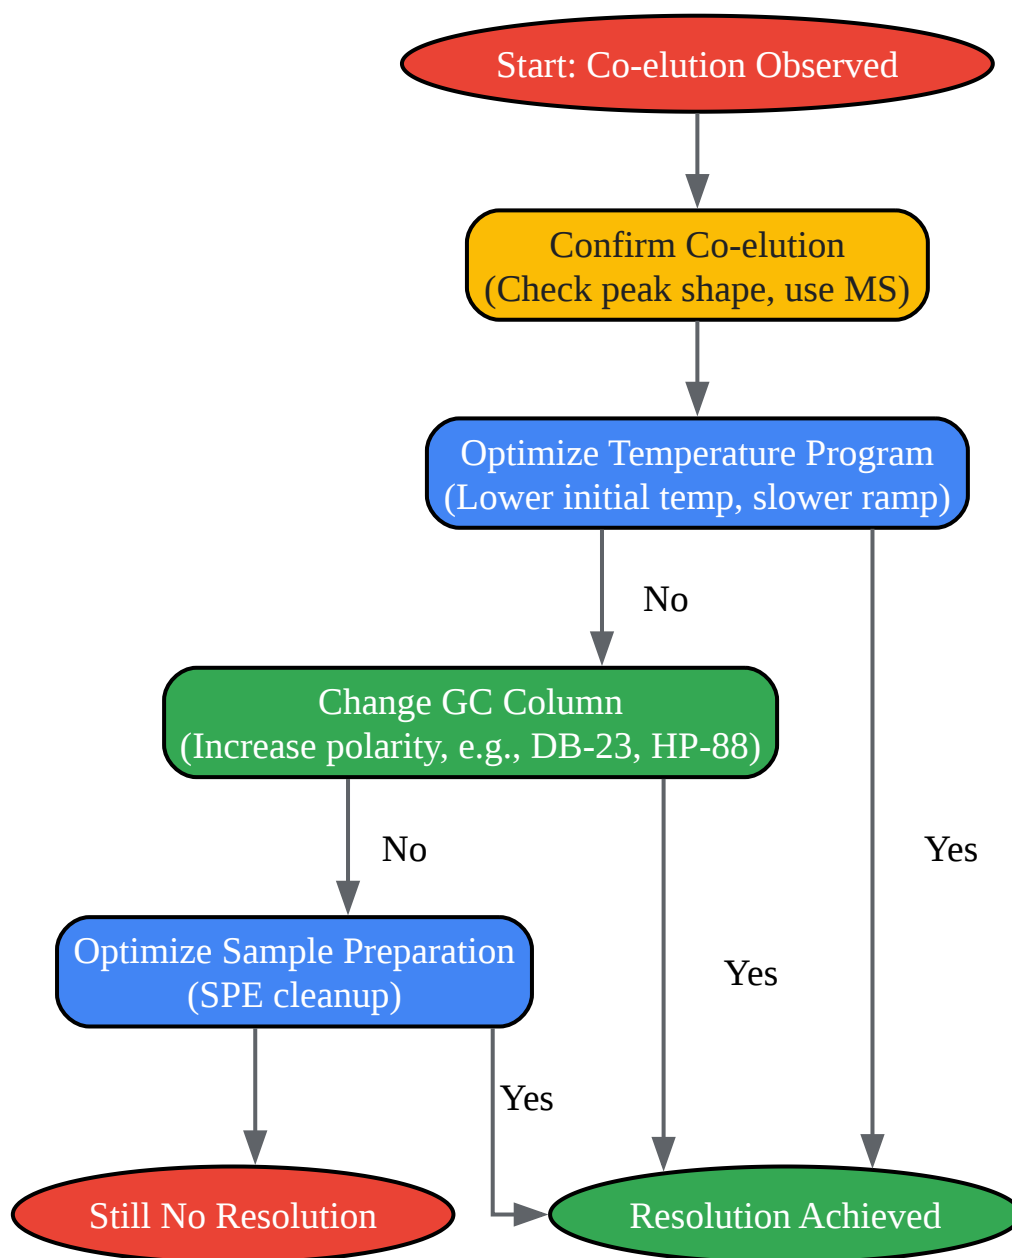 Start: Co-elution Observed
Confirm Co-elution
(Check peak shape, use MS)
Optimize Temperature Program
(Lower initial temp, slower ramp)
No
Change GC Column
(Increase polarity, e.g., DB-23, HP-88)
No
Yes
Optimize Sample Preparation
(SPE cleanup)
Yes
Yes
Still No Resolution
Resolution Achieved